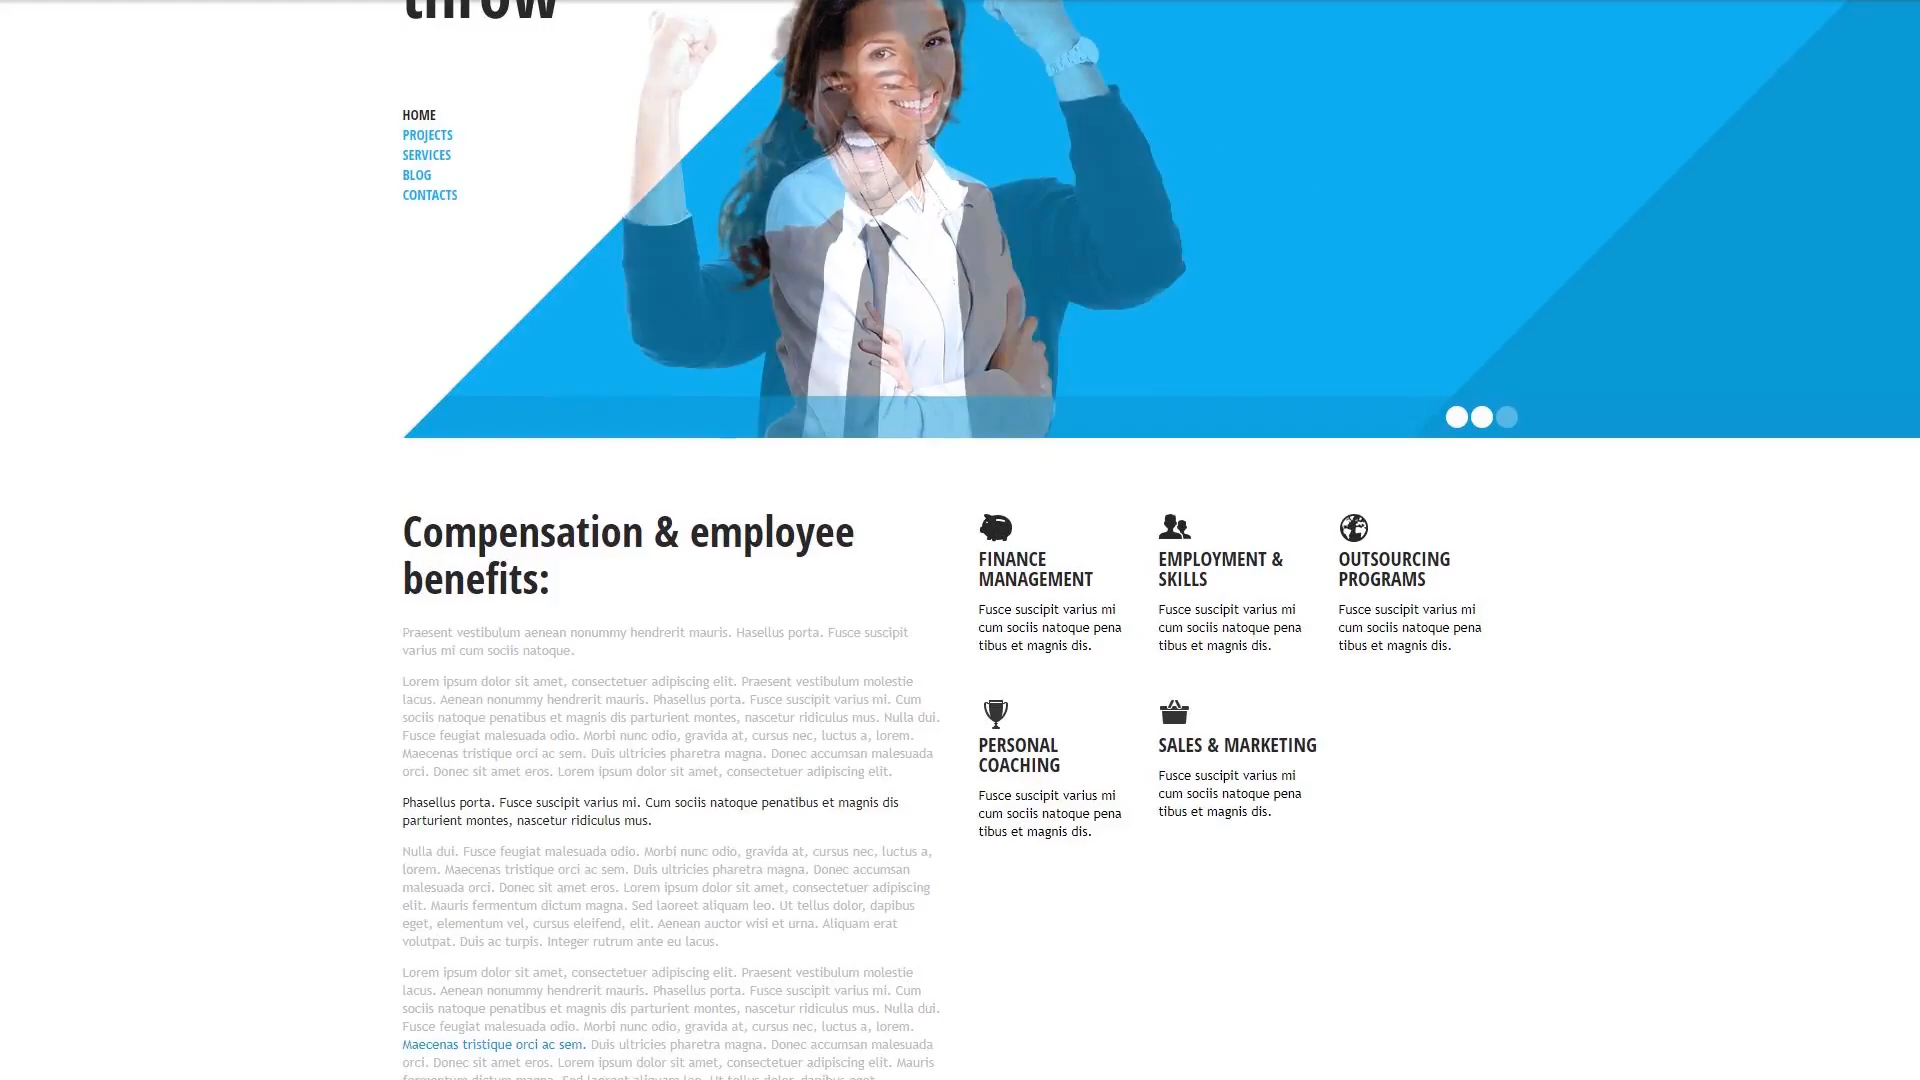 throw
HOME
PROJECTS
SERVICES
BLOG
CONTACTS
Compensation & employee
benefits:
Praesent vestibulum aenean nonummy hendrerit mauris. Hasellus porta. Fusce suscipit
varius mi cum sociis natoque.
Lorem ipsum dolor sit amet, consectetuer adipiscing elit. Praesent vestibulum molestie
lacus. Aenean nonummy hendrerit mauris. Phasellus porta. Fusce suscipit varius mi. Cum
sociis natoque penatibus et magnis dis parturient montes, nascetur ridiculus mus. Nulla dui.
Fusce feugiat malesuada odio. Morbi nunc odio, gravida at, cursus nec, luctus a, lorem.
Maecenas tristique orci ac sem. Duis ultricies pharetra magna. Donec accumsan malesuada
orci. Donec sit amet eros. Lorem ipsum dolor sit amet, consectetuer adipiscing elit.
Phasellus porta. Fusce suscipit varius mi. Cum sociis natoque penatibus et magnis dis
parturient montes, nascetur ridiculus mus.
Nulla dui. Fusce feugiat malesuada odio. Morbi nunc odio, gravida at, cursus nec, luctus a,
lorem. Maecenas tristique orci ac sem. Duis ultricies pharetra magna. Donec accumsan
malesuada orci. Donec sit amet eros. Lorem ipsum dolor sit amet, consectetuer adipiscing
elit. Mauris fermentum dictum magna. Sed laoreet aliquam leo. Ut tellus dolor, dapibus
eget, elementum vel, cursus eleifend, elit. Aenean auctor wisi et urna. Aliquam erat
volutpat. Duis ac turpis. Integer rutrum ante eu lacus.
Lorem ipsum dolor sit amet, consectetuer adipiscing elit. Praesent vestibulum molestie
lacus. Aenean nonummy hendrerit mauris. Phasellus porta. Fusce suscipit varius mi. Cum
sociis natoque penatibus et magnis dis parturient montes, nascetur ridiculus mus. Nulla dui.
Fusce feugiat malesuada odio. Morbi nunc odio, gravida at, cursus nec, luctus a, lorem.
Maecenas tristique orci ac sem. Duis ultricies pharetra magna. Donec accumsan malesuada
orci. Donec sit amet eros. Lorem ipsum dolor sit amet, consectetuer adipiscing elit. Mauris
fermentum dictum magna. Sed laoreet aliquam leo. Ut tellus dolor, dapibus eget,
FINANCE
MANAGEMENT
Fusce suscipit varius mi
cum sociis natoque pena
tibus et magnis dis.
EMPLOYMENT &
SKILLS
Fusce suscipit varius mi
cum sociis natoque pena
tibus et magnis dis.
OUTSOURCING
PROGRAMS
Fusce suscipit varius mi
cum sociis natoque pena
tibus et magnis dis.
PERSONAL
COACHING
Fusce suscipit varius mi
cum sociis natoque pena
tibus et magnis dis.
SALES & MARKETING
Fusce suscipit varius mi
cum sociis natoque pena
tibus et magnis dis.